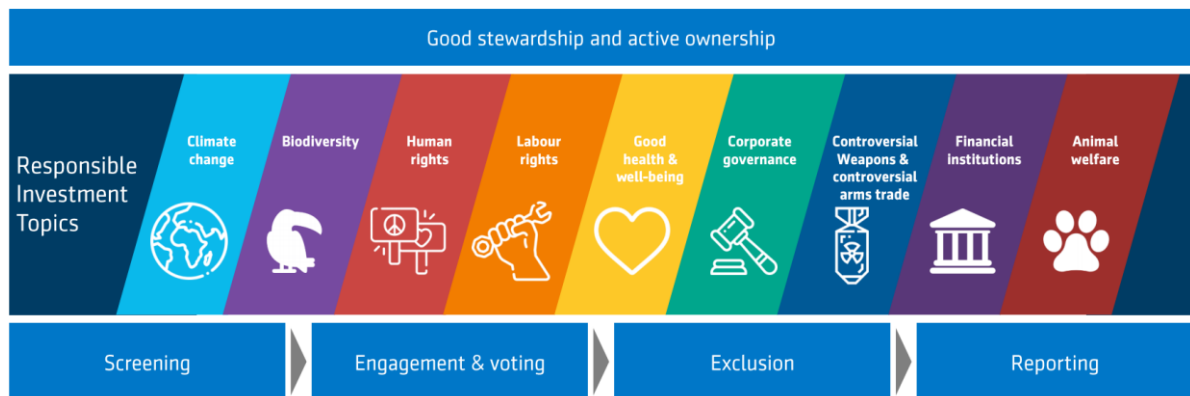 Good stewardship and active ownership
Responsible
Investment
Topics
Climate
change
Biodiversity
Human
rights
Labour
rights
Good
health &
well-being
Corporate
governance
Controversial
Weapons &
controversial
arms trade
Financial
institutions
Animal
welfare
Screening
Engagement & voting
Exclusion
Reporting